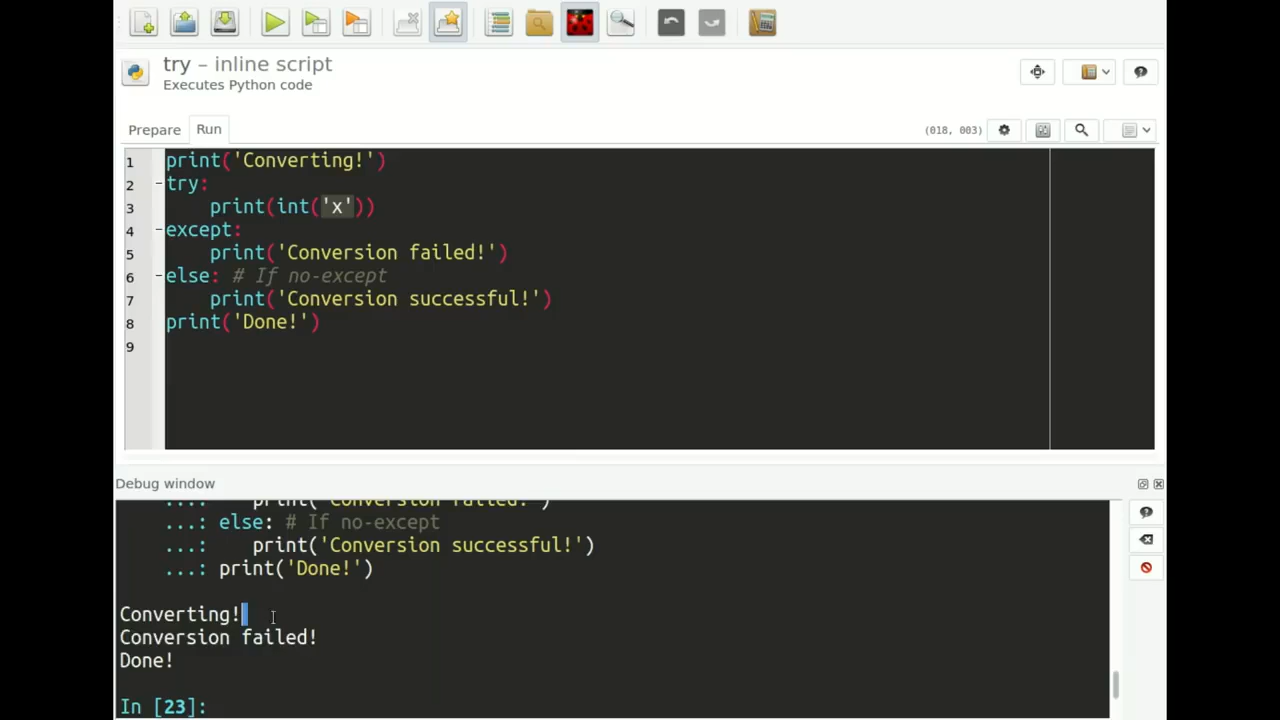 try – inline script
Executes Python code
Prepare Run (018, 003)
1 print('Converting!')
2 try:
3     print(int('x'))
4 except:
5     print('Conversion failed!')
6 else: # If no-except
7     print('Conversion successful!')
8 print('Done!')
9
Debug window
...:    print('Conversion failed!')
...: else: # If no-except
...:    print('Conversion successful!')
...: print('Done!')
Converting!
Conversion failed!
Done!
In [23]: